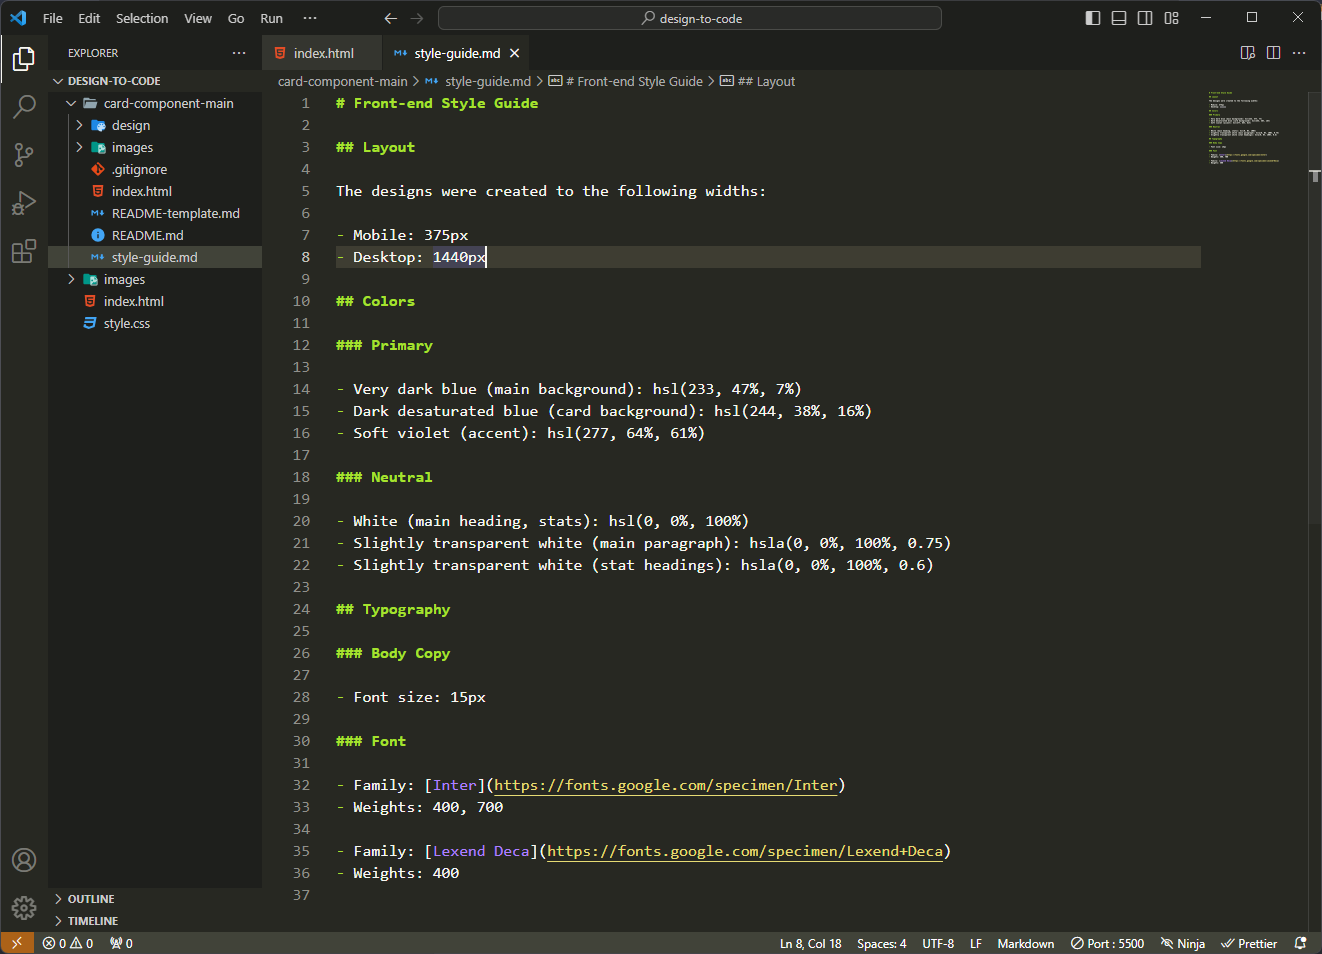 File Edit Selection View Go Run ··· design-to-code
EXPLORER ···
DESIGN-TO-CODE
card-component-main
design
images
.gitignore
index.html
README-template.md
README.md
style-guide.md
images
index.html
style.css
OUTLINE
TIMELINE
index.html style-guide.md
card-component-main > style-guide.md > # Front-end Style Guide > ## Layout
1 # Front-end Style Guide
2
3 ## Layout
4
5 The designs were created to the following widths:
6
7 - Mobile: 375px
8 - Desktop: 1440px
9
10 ## Colors
11
12 ### Primary
13
14 - Very dark blue (main background): hsl(233, 47%, 7%)
15 - Dark desaturated blue (card background): hsl(244, 38%, 16%)
16 - Soft violet (accent): hsl(277, 64%, 61%)
17
18 ### Neutral
19
20 - White (main heading, stats): hsl(0, 0%, 100%)
21 - Slightly transparent white (main paragraph): hsla(0, 0%, 100%, 0.75)
22 - Slightly transparent white (stat headings): hsla(0, 0%, 100%, 0.6)
23
24 ## Typography
25
26 ### Body Copy
27
28 - Font size: 15px
29
30 ### Font
31
32 - Family: [Inter](https://fonts.google.com/specimen/Inter)
33 - Weights: 400, 700
34
35 - Family: [Lexend Deca](https://fonts.google.com/specimen/Lexend+Deca)
36 - Weights: 400
37
0 0 0 Ln 8, Col 18 Spaces: 4 UTF-8 LF Markdown Port : 5500 Ninja Prettier